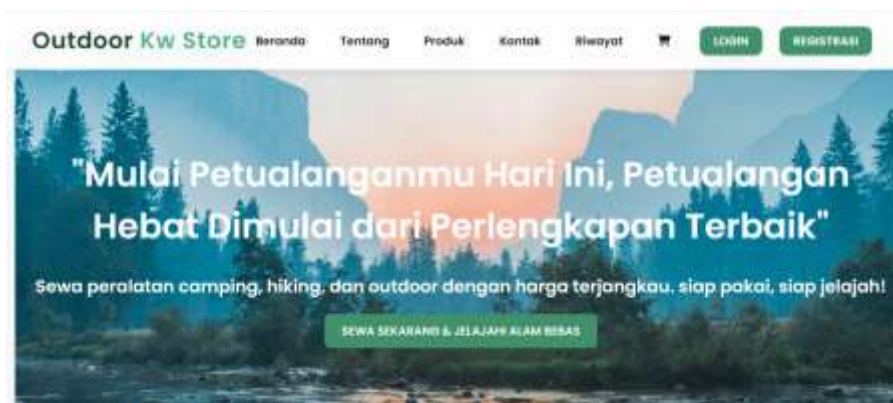 Outdoor Kw Store Beranda Tentang Produk Kontak Riwayat LOGIN REGISTRASI
"Mulai Petualanganmu Hari Ini, Petualangan
Hebat Dimulai dari Perlengkapan Terbaik"
Sewa peralatan camping, hiking, dan outdoor dengan harga terjangkau. siap pakai, siap jelajah!
SEWA SEKARANG & JELAJAHI ALAM BEBAS